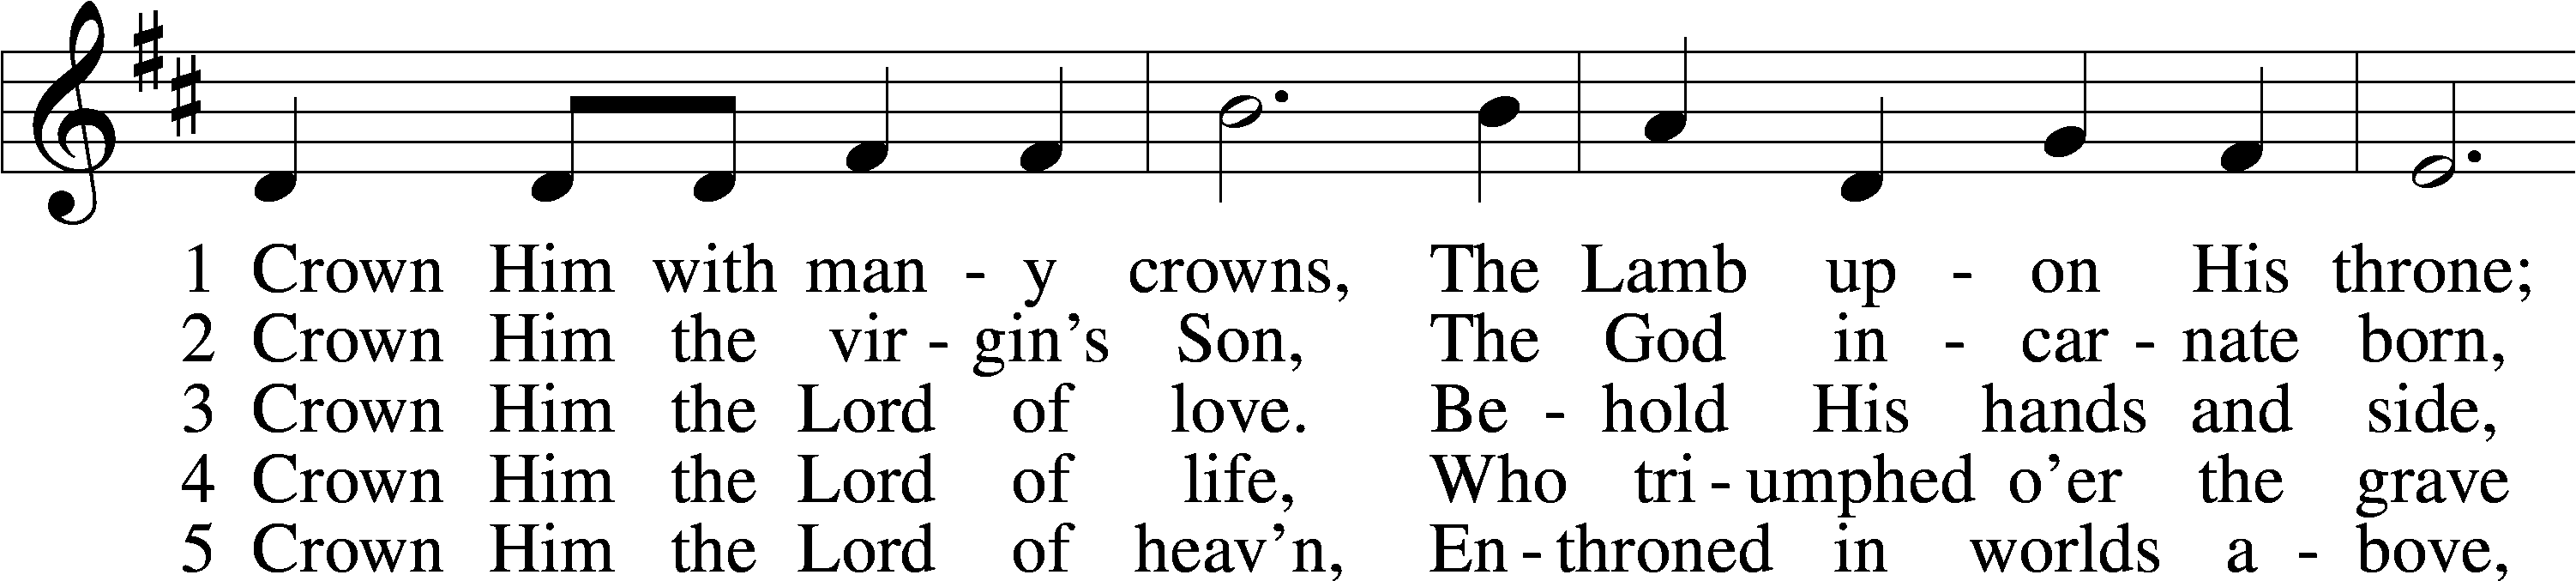 1 Crown Him with man - y crowns, The Lamb up - on His throne;
2 Crown Him the vir - gin’s Son, The God in - car - nate born,
3 Crown Him the Lord of love. Be - hold His hands and side,
4 Crown Him the Lord of life, Who tri - umphed o’er the grave
5 Crown Him the Lord of heav’n, En - throned in worlds a - bove,